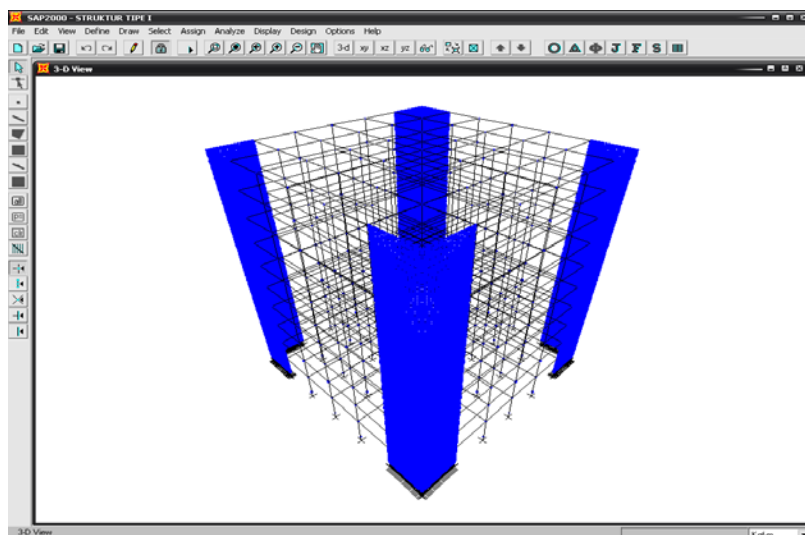 SAP2000 - STRUKTUR TIPE I
File Edit View Define Draw Select Assign Analyze Display Design Options Help
3-d xy xz yz
J F S
3-D View
3-D View